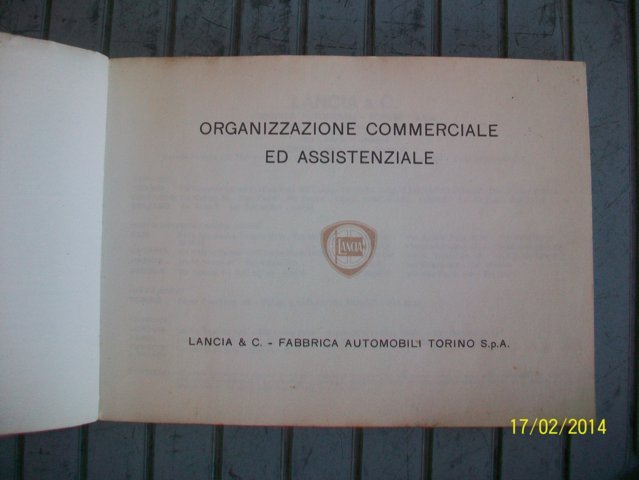 ORGANIZZAZIONE COMMERCIALE
ED ASSISTENZIALE
LANCIA
LANCIA & C. - FABBRICA AUTOMOBILI TORINO S.p.A.
17/02/2014